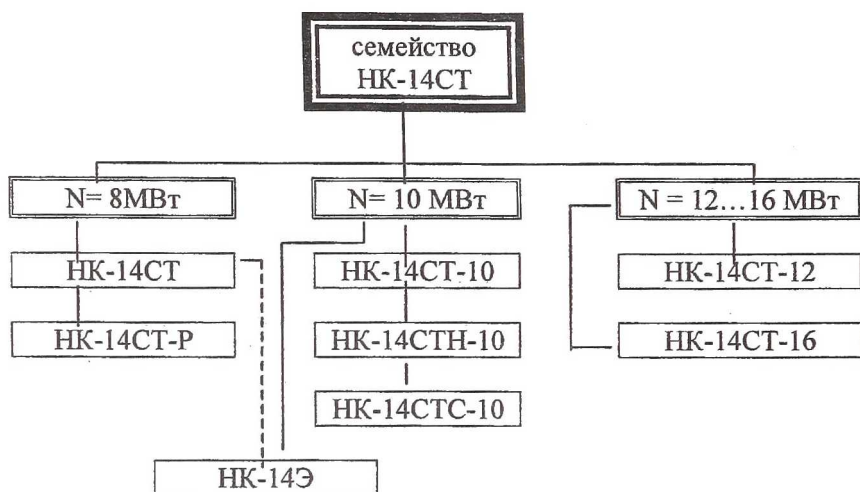 семейство
НК-14СТ
N= 8МВт
N= 10 МВт
N = 12...16 МВт
НК-14СТ
НК-14СТ-10
НК-14СТ-12
НК-14СТ-Р
НК-14СТН-10
НК-14СТ-16
НК-14СТС-10
НК-14Э